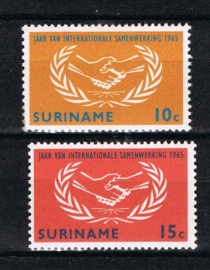 JAAR VAN INTERNATIONALE SAMENWERKING 1965
10c
SURINAME
JAAR VAN INTERNATIONALE SAMENWERKING 1965
15c
SURINAME